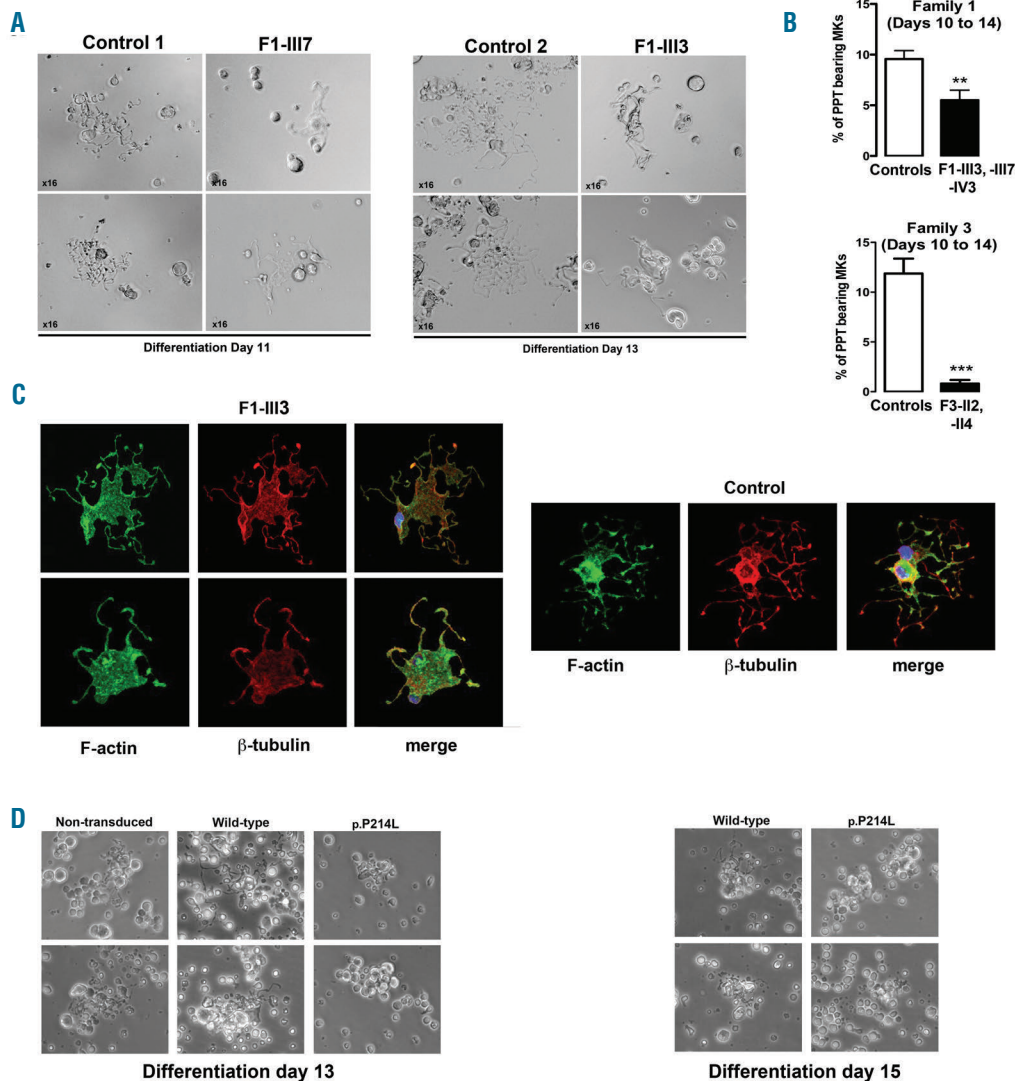 A
Control 1
F1-III7
Control 2
F1-III3
x16
x16
x16
x16
x16
x16
x16
x16
Differentiation Day 11
Differentiation Day 13
B
Family 1
(Days 10 to 14)
% of PPT bearing MKs
15
10
5
0
**
Controls
F1-III3, -III7
-IV3
Family 3
(Days 10 to 14)
% of PPT bearing MKs
15
10
5
0
***
Controls
F3-II2,
-II4
C
F1-III3
F-actin
β-tubulin
merge
Control
F-actin
β-tubulin
merge
D
Non-transduced
Wild-type
p.P214L
Differentiation day 13
Wild-type
p.P214L
Differentiation day 15